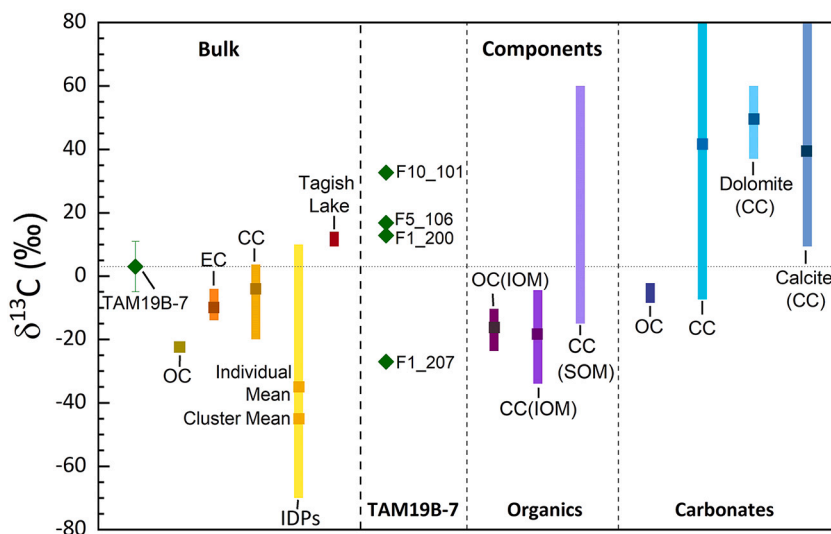 Bulk
Components
δ¹³C (‰)
80
60
40
20
0
-20
-40
-60
-80
TAM19B-7
OC
EC
CC
Individual
Mean
Cluster Mean
IDPs
Tagish
Lake
F10_101
F5_106
F1_200
F1_207
TAM19B-7
OC(IOM)
CC(IOM)
CC
(SOM)
Organics
OC
CC
Dolomite
(CC)
Calcite
(CC)
Carbonates